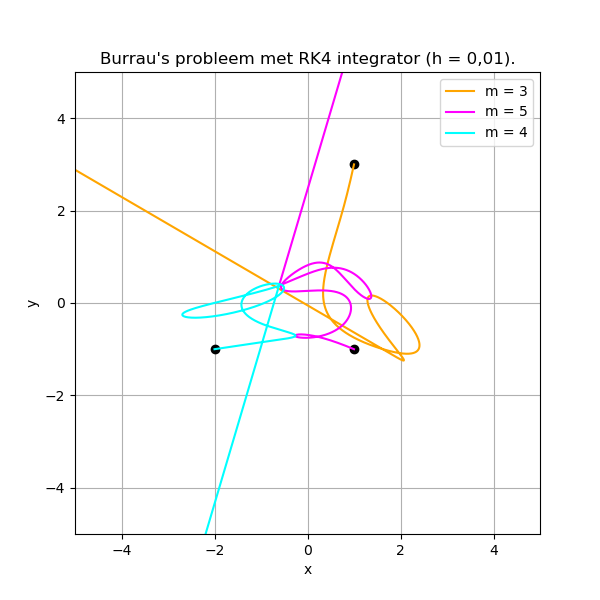 Burrau's probleem met RK4 integrator (h = 0,01).
m = 3
m = 5
m = 4
y
4
2
0
−2
−4
−4 −2 0 2 4
x